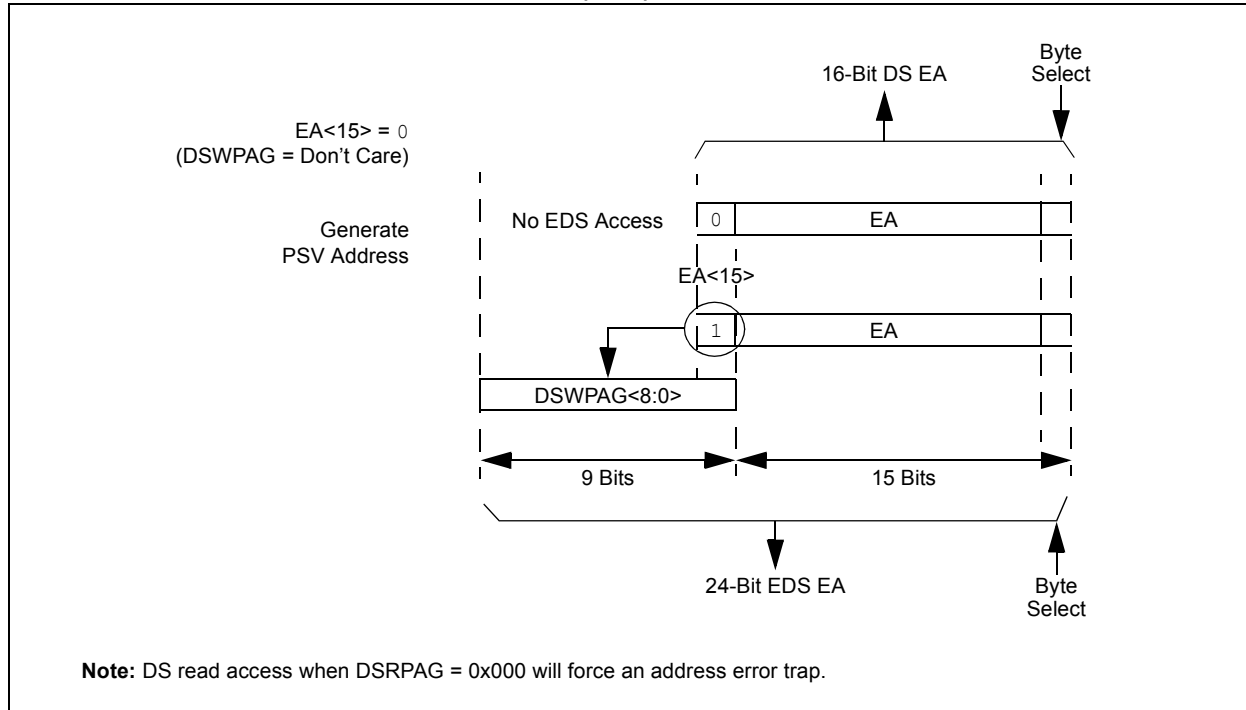 16-Bit DS EA
Byte
Select
EA<15> = 0
(DSWPAG = Don't Care)
No EDS Access
0
EA
Generate
PSV Address
EA<15>
1
EA
DSWPAG<8:0>
9 Bits
15 Bits
24-Bit EDS EA
Byte
Select
Note: DS read access when DSRPAG = 0x000 will force an address error trap.